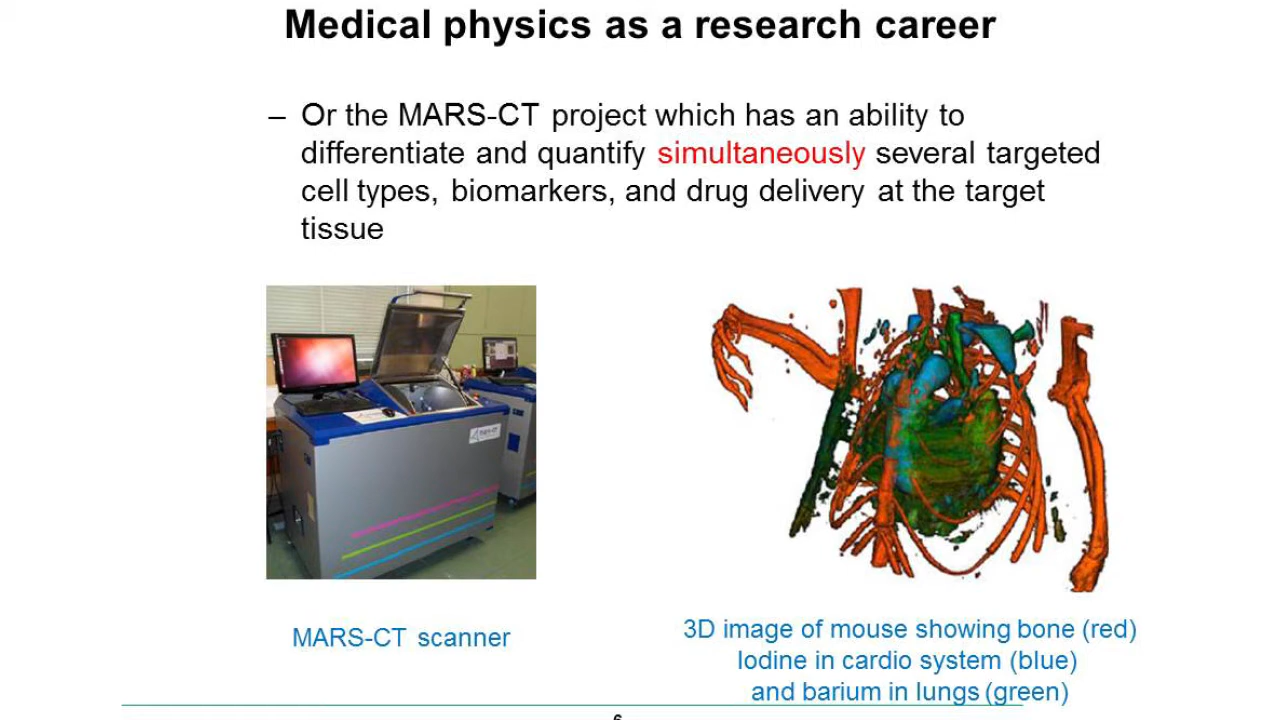 Medical physics as a research career
– Or the MARS-CT project which has an ability to
differentiate and quantify simultaneously several targeted
cell types, biomarkers, and drug delivery at the target
tissue
MARS-CT scanner
3D image of mouse showing bone (red)
Iodine in cardio system (blue)
and barium in lungs (green)